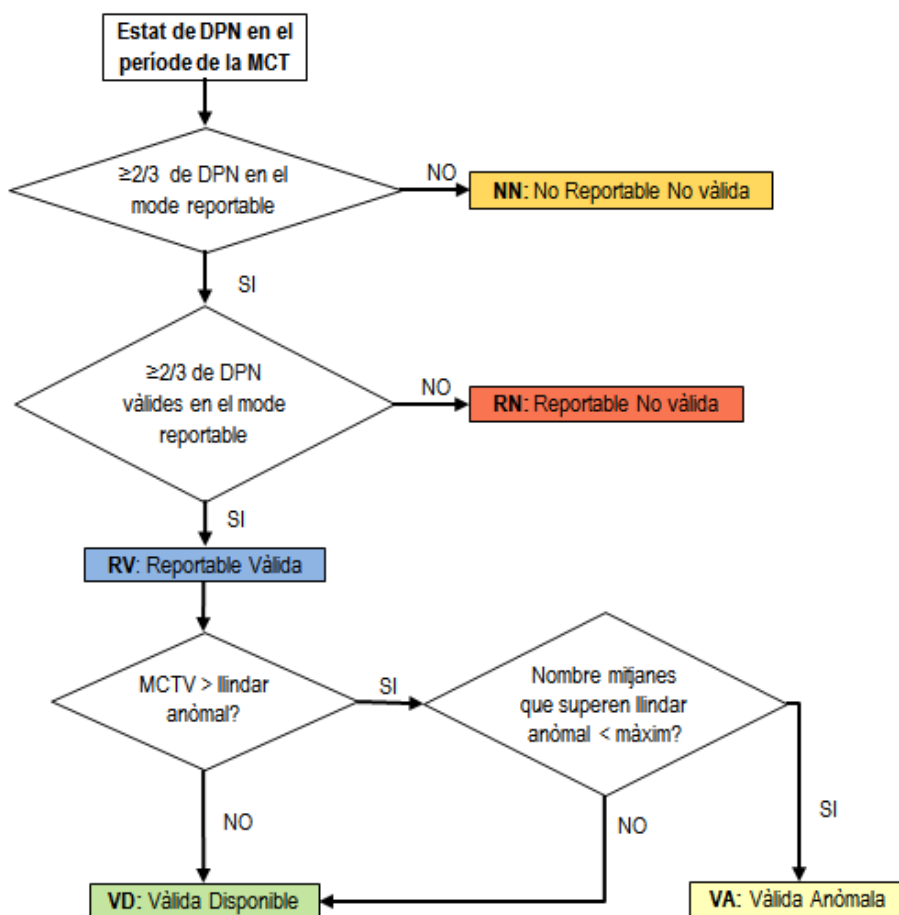 Estat de DPN en el
període de la MCT
≥2/3 de DPN en el
mode reportable
NO
NN: No Reportable No vàlida
SI
≥2/3 de DPN
vàlides en el mode
reportable
NO
RN: Reportable No vàlida
SI
RV: Reportable Vàlida
MCTV > llindar
anòmal?
SI
Nombre mitjanes
que superen llindar
anòmal < màxim?
NO
NO
SI
VD: Vàlida Disponible
VA: Vàlida Anòmala